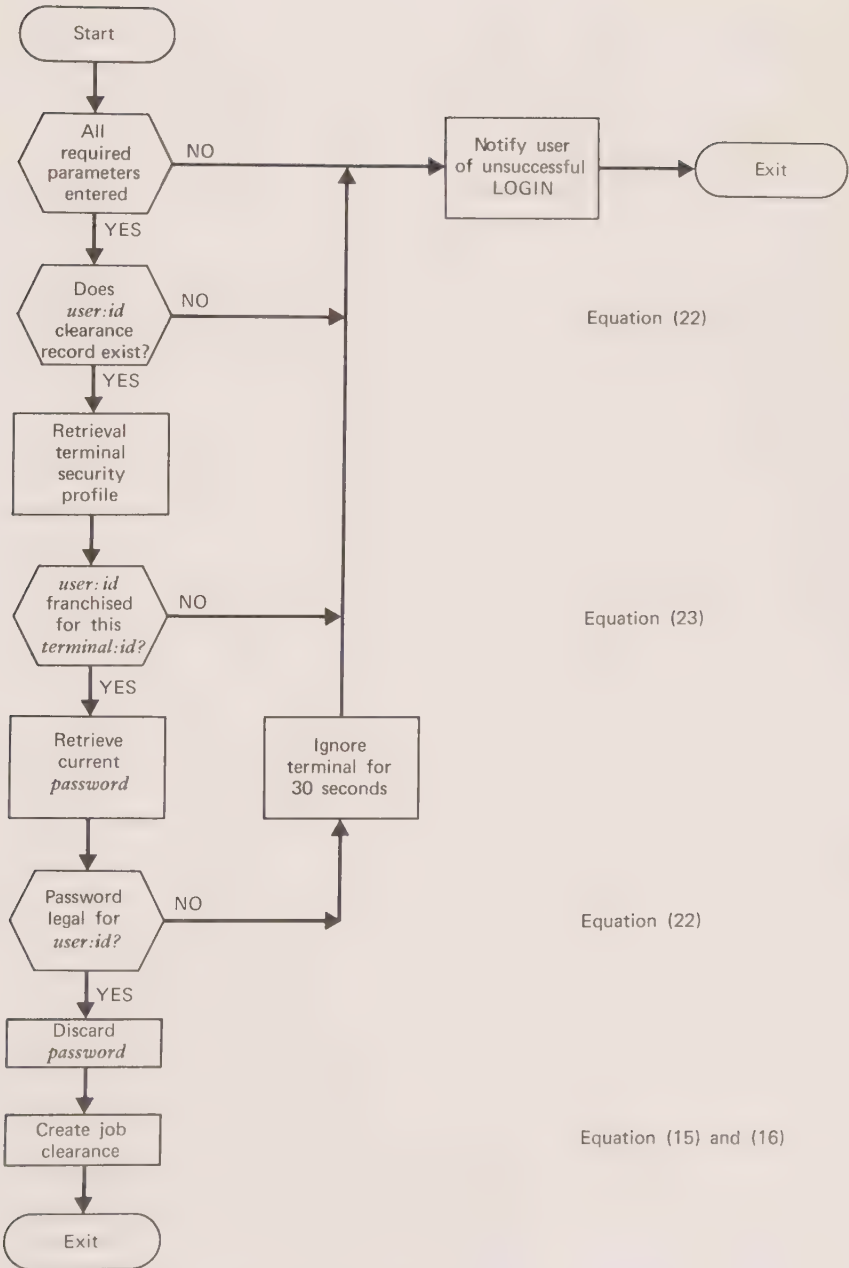 Start
All
required
parameters
entered
NO
Notify user
of unsuccessful
LOGIN
Exit
YES
Does
user:id
clearance
record exist?
NO
Equation (22)
YES
Retrieval
terminal
security
profile
user:id
franchised
for this
terminal:id?
NO
Equation (23)
YES
Retrieve
current
password
Ignore
terminal for
30 seconds
Password
legal for
user:id?
NO
Equation (22)
YES
Discard
password
Create job
clearance
Equation (15) and (16)
Exit